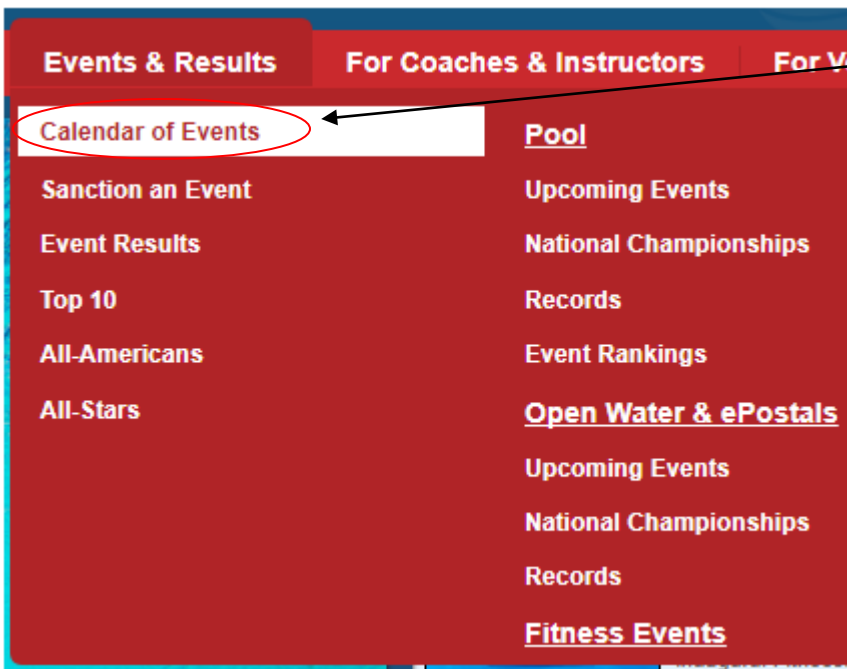 Events & Results For Coaches & Instructors For V
Calendar of Events
Sanction an Event
Event Results
Top 10
All-Americans
All-Stars
Pool
Upcoming Events
National Championships
Records
Event Rankings
Open Water & ePostals
Upcoming Events
National Championships
Records
Fitness Events